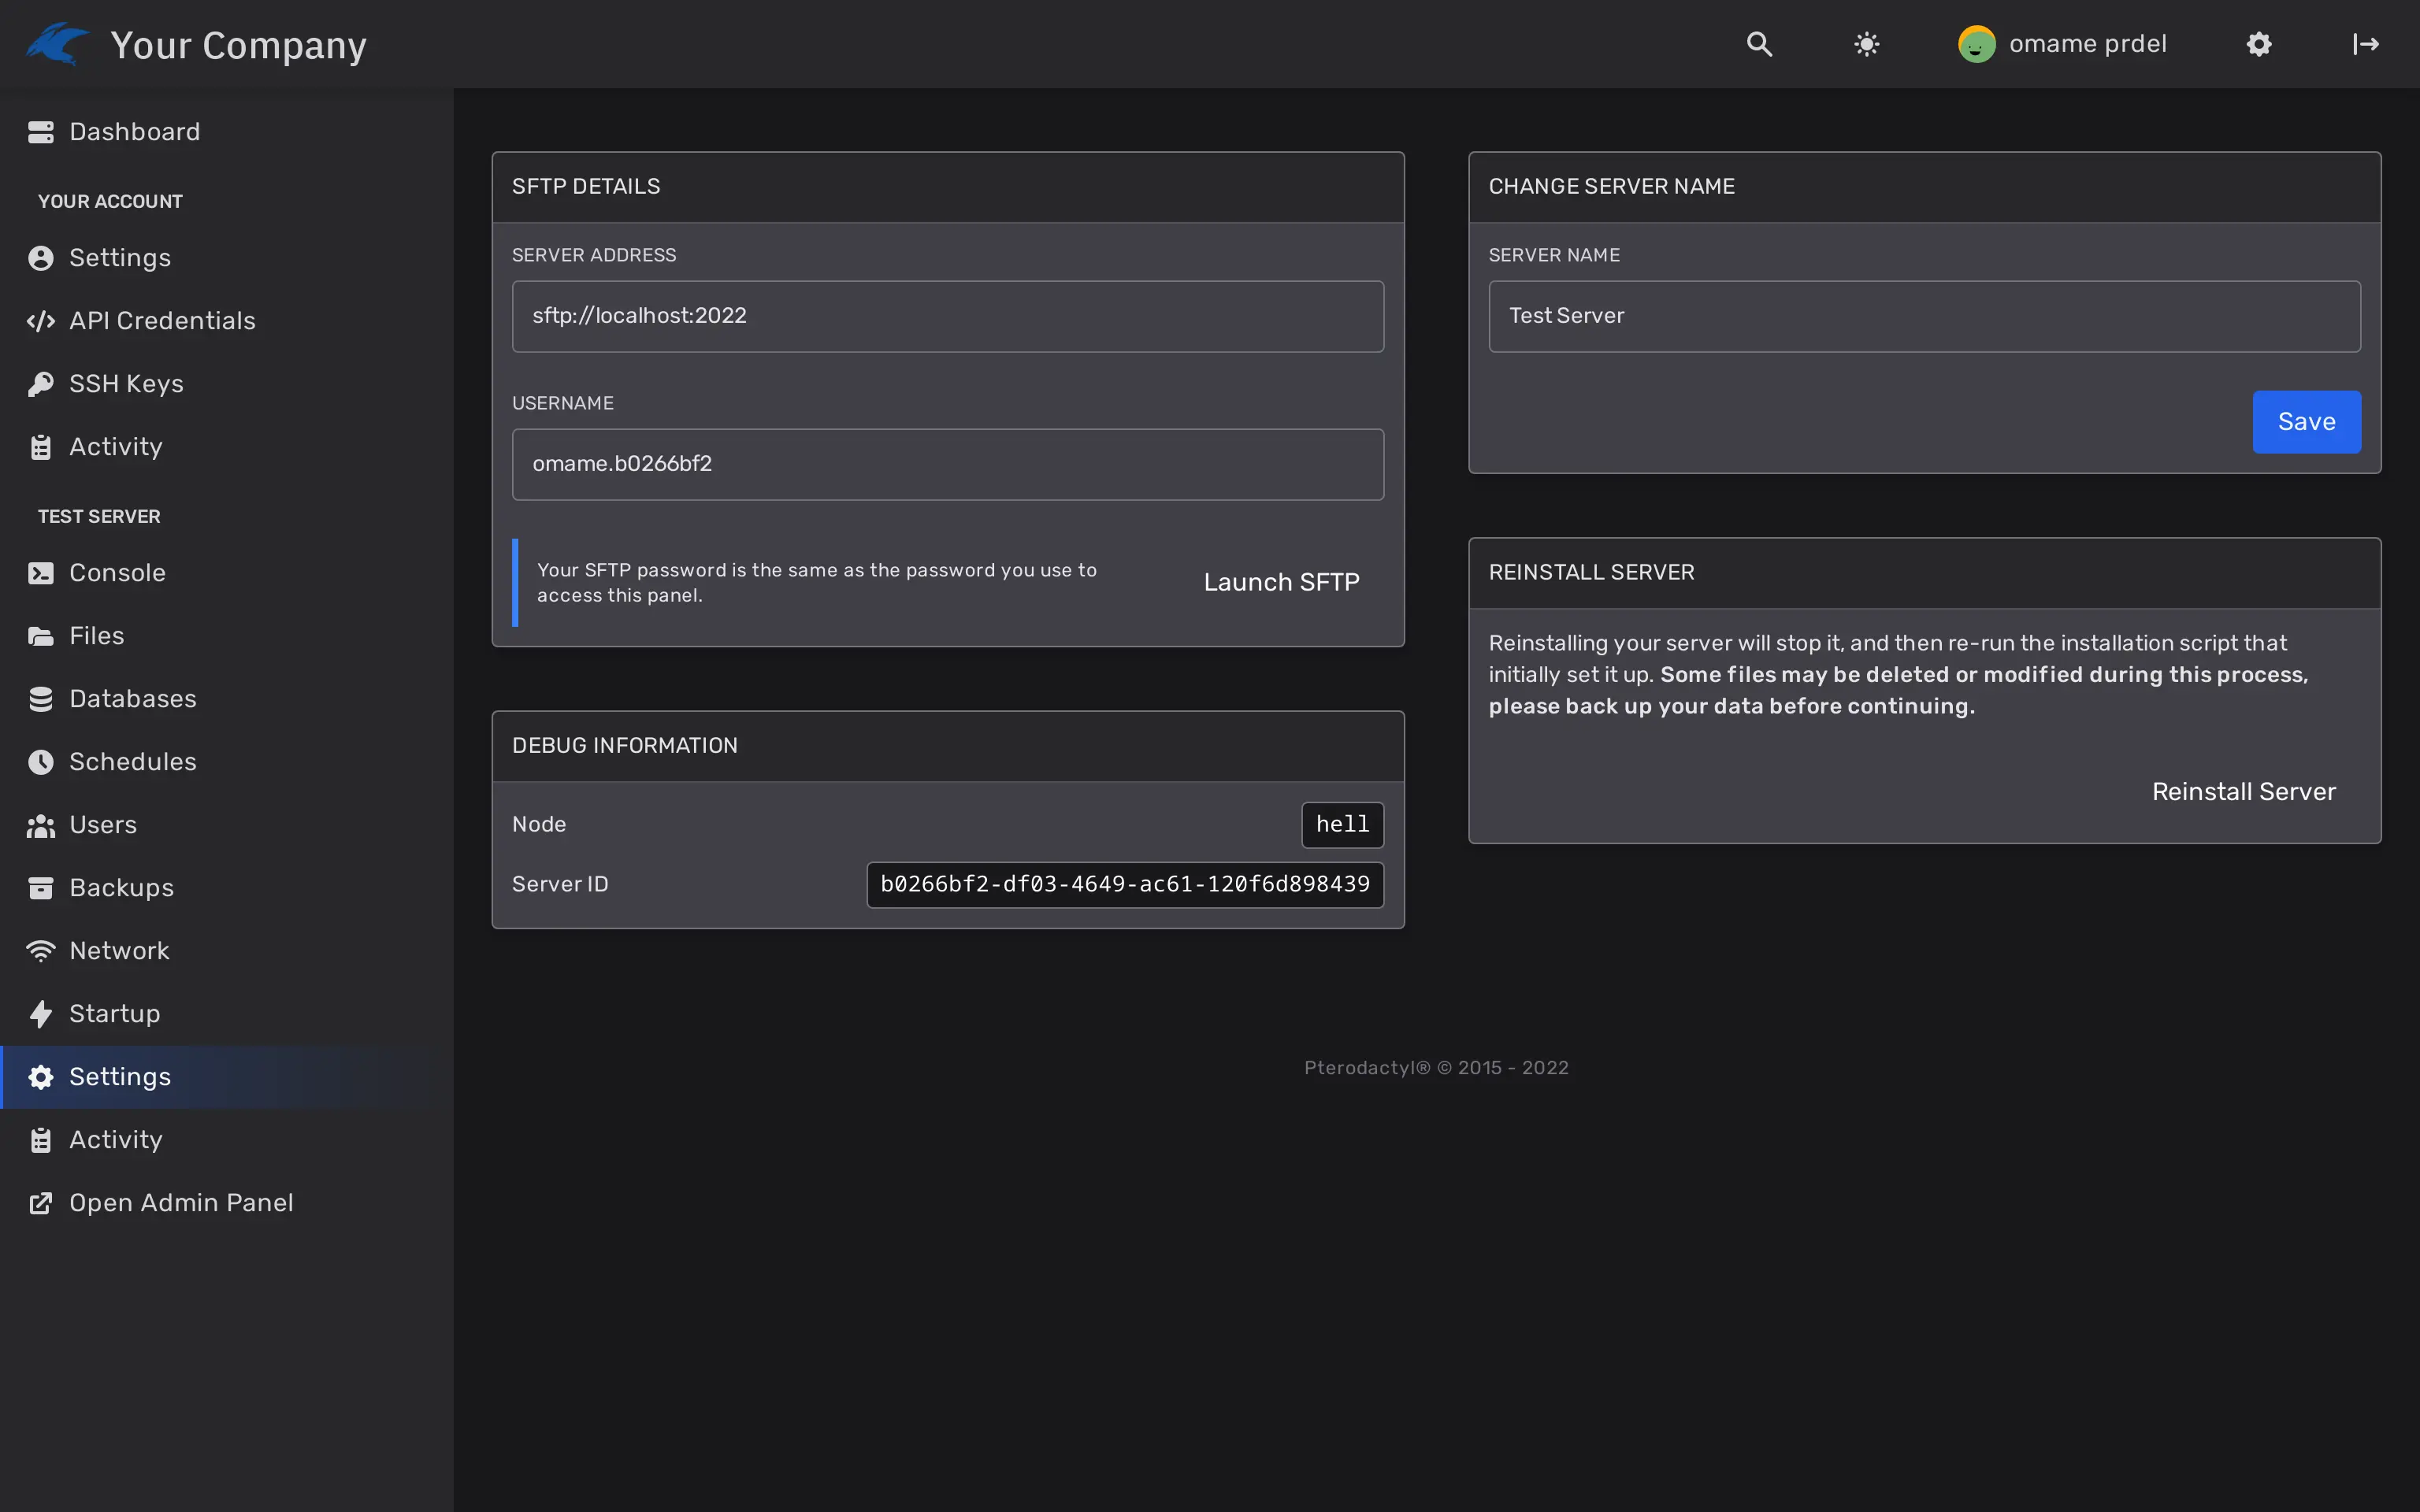 Your Company
omame prdel
Dashboard
YOUR ACCOUNT
Settings
API Credentials
SSH Keys
Activity
TEST SERVER
Console
Files
Databases
Schedules
Users
Backups
Network
Startup
Settings
Activity
Open Admin Panel
SFTP DETAILS
SERVER ADDRESS
sftp://localhost:2022
USERNAME
omame.b0266bf2
Your SFTP password is the same as the password you use to
access this panel.
Launch SFTP
DEBUG INFORMATION
Node
hell
Server ID
b0266bf2-df03-4649-ac61-120f6d898439
CHANGE SERVER NAME
SERVER NAME
Test Server
Save
REINSTALL SERVER
Reinstalling your server will stop it, and then re-run the installation script that
initially set it up. Some files may be deleted or modified during this process,
please back up your data before continuing.
Reinstall Server
Pterodactyl® © 2015 - 2022